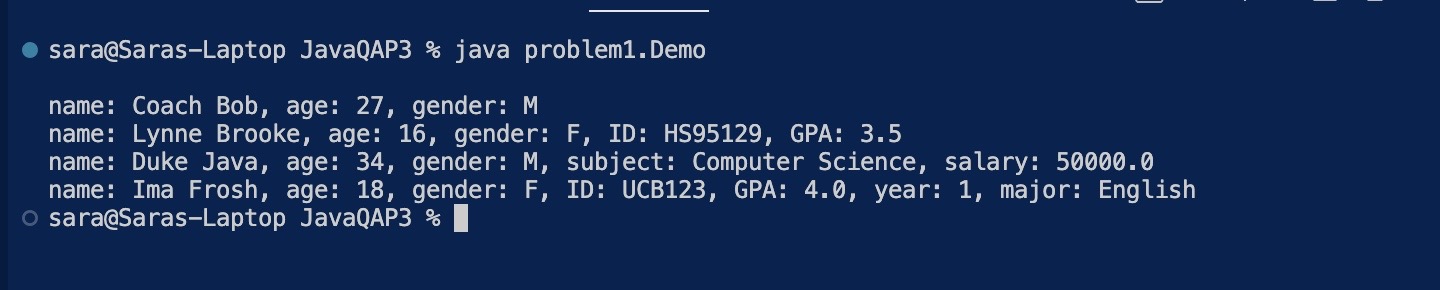 sara@Saras-Laptop JavaQAP3 % java problem1.Demo
name: Coach Bob, age: 27, gender: M
name: Lynne Brooke, age: 16, gender: F, ID: HS95129, GPA: 3.5
name: Duke Java, age: 34, gender: M, subject: Computer Science, salary: 50000.0
name: Ima Frosh, age: 18, gender: F, ID: UCB123, GPA: 4.0, year: 1, major: English
sara@Saras-Laptop JavaQAP3 %